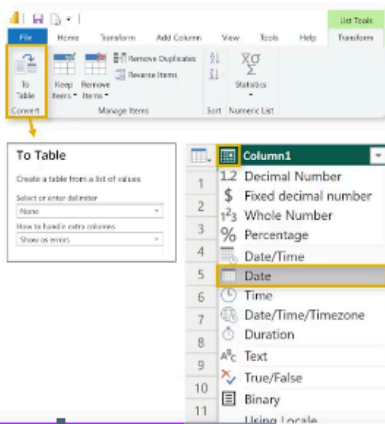 List Tools
File Home Transform Add Column View Tools Help Transform
To Table
Keep Items
Remove Items
Remove Duplicates
Reverse Items
Statistics
Convert Manage Items Sort Numeric List
To Table
Create a table from a list of values.
Select or enter delimiter
None
How to handle extra columns
Show as errors
Column1
1.2 Decimal Number
$ Fixed decimal number
1²3 Whole Number
% Percentage
Date/Time
Date
Time
Date/Time/Timezone
Duration
AᴮC Text
True/False
Binary
Using Locale
1
2
3
4
5
6
7
8
9
10
11